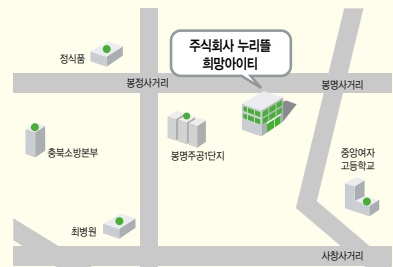 주식회사 누리뜰
희망아이티
정식품
봉정사거리
봉명사거리
충북소방본부
봉명주공1단지
중앙여자
고등학교
최병원
사창사거리